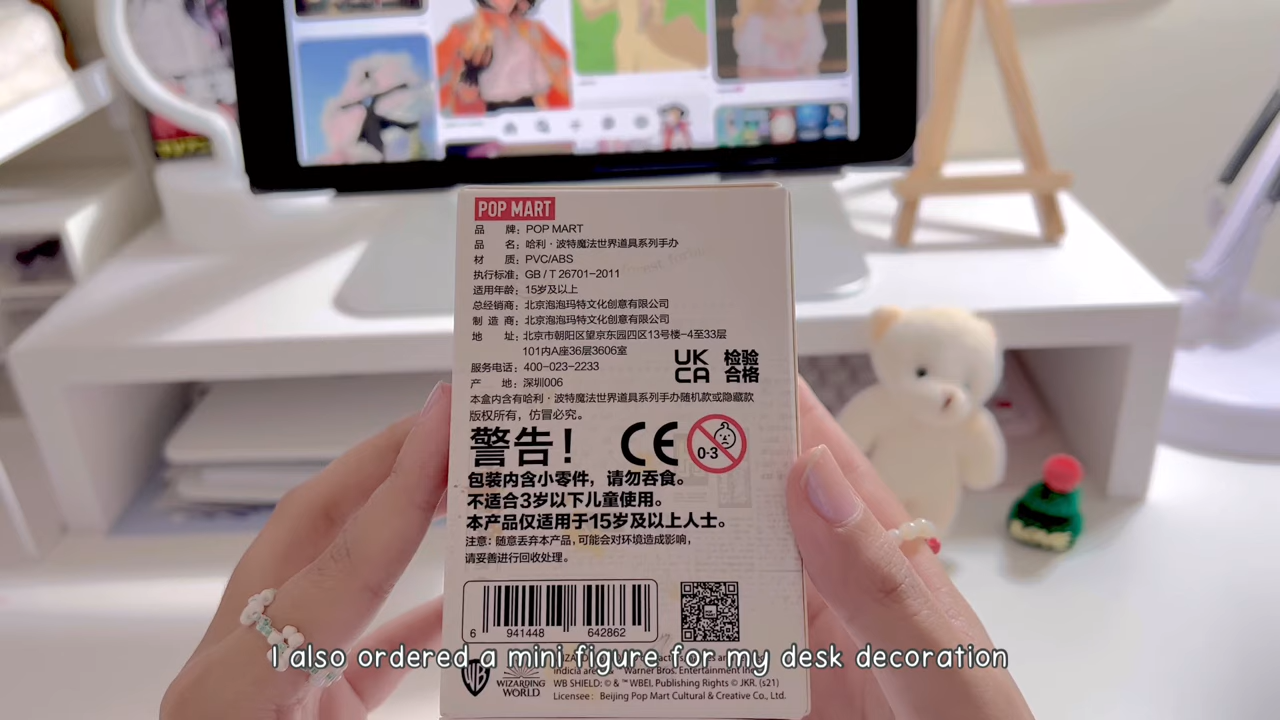 POP MART
品 牌：POP MART
品 名：哈利·波特魔法世界道具系列手办
材 质：PVC/ABS
执行标准：GB/T 26701-2011
适用年龄：15岁及以上
总经销商：北京泡泡玛特文化创意有限公司
制 造 商：北京泡泡玛特文化创意有限公司
地 址：北京市朝阳区望京东园四区13号楼-4至33层
101内A座36层3606室
服务电话：400-023-2233
产 地：深圳006
UK
CA
检验
合格
本盒内含有哈利·波特魔法世界道具系列手办随机款或隐藏款
版权所有，仿冒必究。
警告！
CE
0-3
包装内含小零件，请勿吞食。
不适合3岁以下儿童使用。
本产品仅适用于15岁及以上人士。
注意：随意丢弃本产品，可能会对环境造成影响，
请妥善进行回收处理。
6 941448 642862
I also ordered a mini figure for my desk decoration
WB
WIZARDING
WORLD
indicia are Warner Bros. Entertainment Inc.
WB SHIELD: © & ™ WBEI. Publishing Rights © JKR. (s21)
Licensee: Beijing Pop Mart Cultural & Creative Co., Ltd.